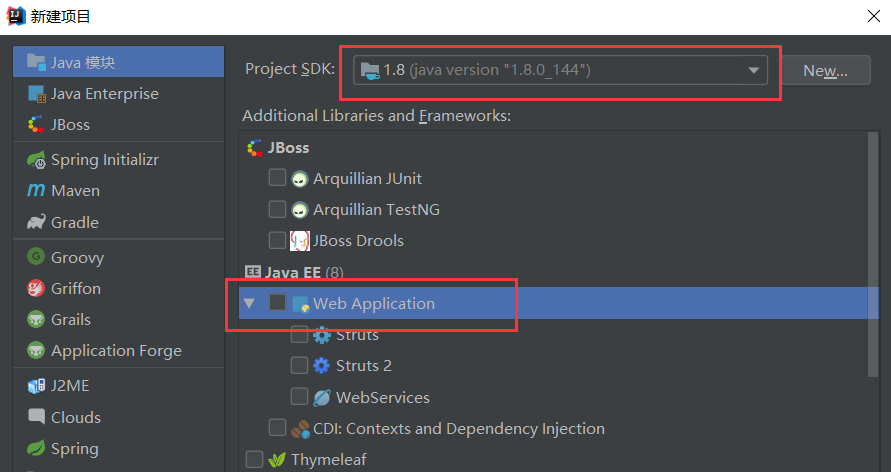 新建项目
Java 模块
Java Enterprise
JBoss
Spring Initializr
Maven
Gradle
Groovy
Griffon
Grails
Application Forge
J2ME
Clouds
Spring
Project SDK: 1.8 (java version "1.8.0_144") New...
Additional Libraries and Frameworks:
JBoss
Arquillian JUnit
Arquillian TestNG
JBoss Drools
Java EE (8)
Web Application
Struts
Struts 2
WebServices
CDI: Contexts and Dependency Injection
Thymeleaf